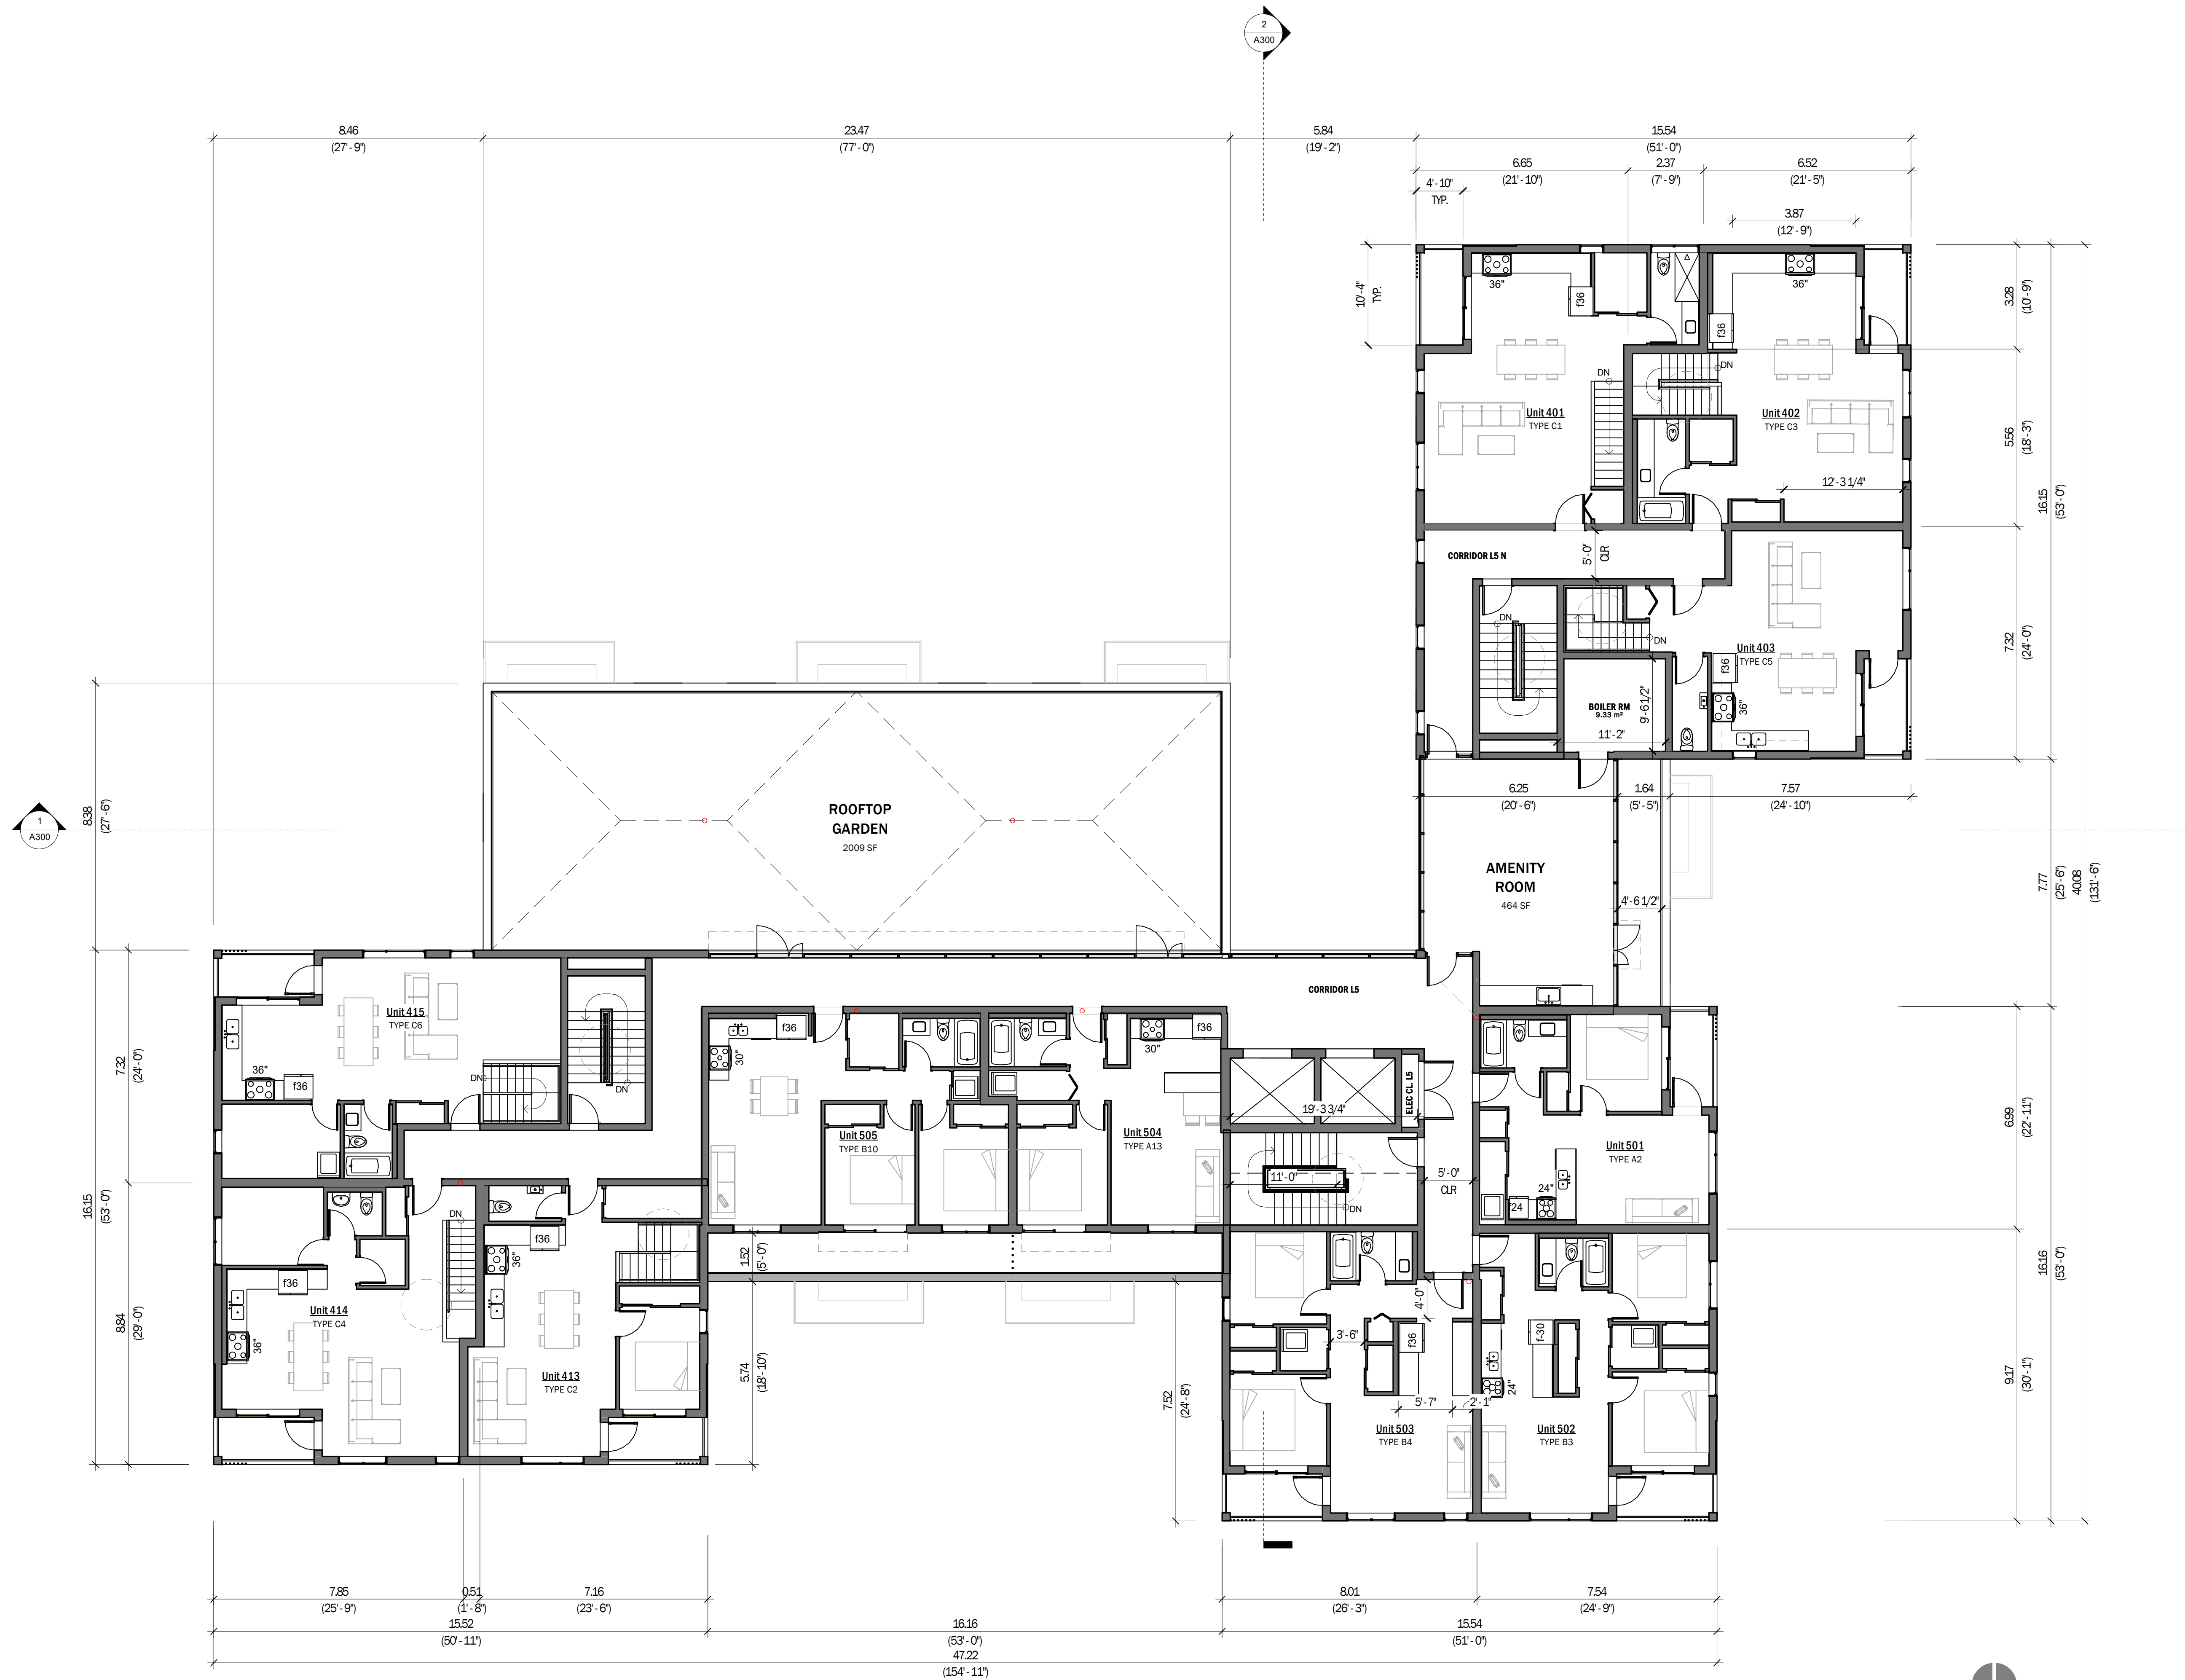 2
A300
8.46
(27' - 9")
23.47
(77' - 0")
5.84
(19' - 2")
15.54
(51' - 0")
6.65
(21' - 10")
2.37
(7' - 9")
6.52
(21' - 5")
4' - 10"
TYP.
3.87
(12' - 9")
10' - 4"
TYP.
36"
f36
36"
f36
DN
DN
Unit 401
TYPE C1
Unit 402
TYPE C3
12' - 3 1/4"
3.28
(10' - 9")
5.56
(18' - 3")
16.15
(53' - 0")
7.32
(24' - 0")
CORRIDOR L5 N
5' - 0"
CLR
DN
DN
Unit 403
TYPE C5
f36
36"
BOILER RM
9.33 m²
9' - 6 1/2"
11' - 2"
6.25
(20' - 6")
1.64
(5' - 5")
7.57
(24' - 10")
1
A300
8.38
(27' - 6")
ROOFTOP
GARDEN
2009 SF
AMENITY
ROOM
464 SF
4' - 6 1/2"
7.77
(25' - 6")
40.08
(131' - 6")
CORRIDOR L5
Unit 415
TYPE C6
36"
f36
DN
DN
7.32
(24' - 0")
16.15
(53' - 0")
8.84
(29' - 0")
f36
30"
Unit 505
TYPE B10
f36
30"
Unit 504
TYPE A13
19' - 3 3/4"
ELEC CL. L5
11' - 0"
DN
5' - 0"
CLR
Unit 501
TYPE A2
24"
f24
6.99
(22' - 11")
16.16
(53' - 0")
9.17
(30' - 1")
f36
Unit 414
TYPE C4
36"
DN
f36
36"
Unit 413
TYPE C2
1.52
(5' - 0")
5.74
(18' - 10")
7.52
(24' - 8")
4' - 0"
3' - 6"
f36
f-30
24"
5' - 7"
2' - 1"
Unit 503
TYPE B4
Unit 502
TYPE B3
7.85
(25' - 9")
0.51
(1' - 8")
7.16
(23' - 6")
8.01
(26' - 3")
7.54
(24' - 9")
15.52
(50' - 11")
16.16
(53' - 0")
15.54
(51' - 0")
47.22
(154' - 11")